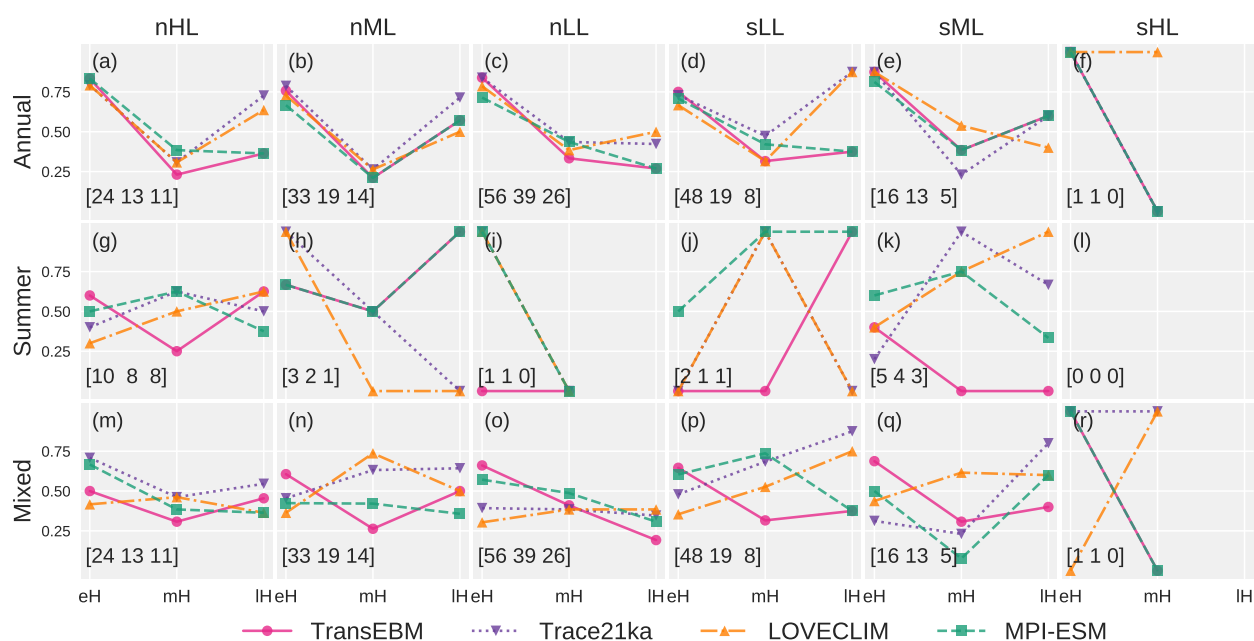 nHL nML nLL sLL sML sHL
Annual
0.75
0.50
0.25
(a) (b) (c) (d) (e) (f)
[24 13 11] [33 19 14] [56 39 26] [48 19  8] [16 13  5] [1 1 0]
Summer
0.75
0.50
0.25
(g) (h) (i) (j) (k) (l)
[10  8  8] [3 2 1] [1 1 0] [2 1 1] [5 4 3] [0 0 0]
Mixed
0.75
0.50
0.25
(m) (n) (o) (p) (q) (r)
[24 13 11] [33 19 14] [56 39 26] [48 19  8] [16 13  5] [1 1 0]
eH mH lH eH mH lH eH mH lH eH mH lH eH mH lH eH mH lH
TransEBM Trace21ka LOVECLIM MPI-ESM